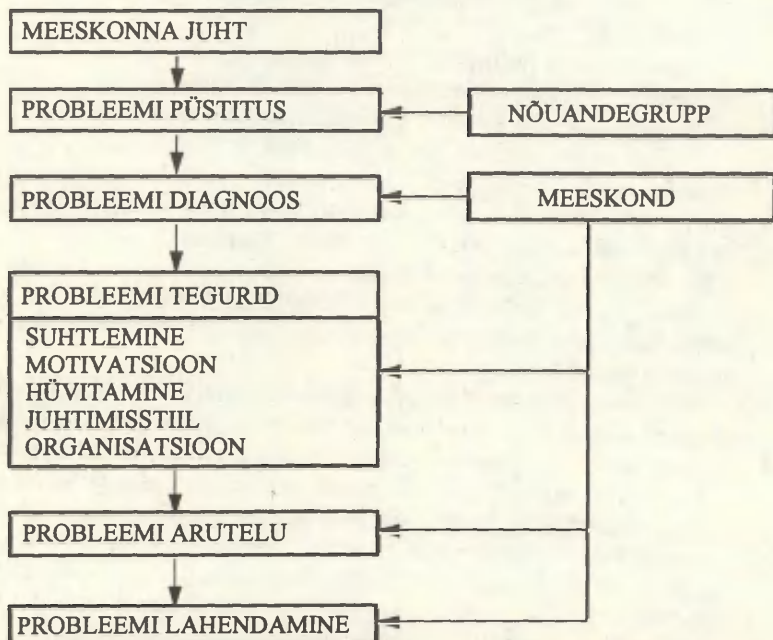 MEESKONNA JUHT
PROBLEEMI PÜSTITUS
NÕUANDEGRUPP
PROBLEEMI DIAGNOOS
MEESKOND
PROBLEEMI TEGURID
SUHTLEMINE
MOTIVATSIOON
HÜVITAMINE
JUHTIMISSTIIL
ORGANISATSIOON
PROBLEEMI ARUTELU
PROBLEEMI LAHENDAMINE